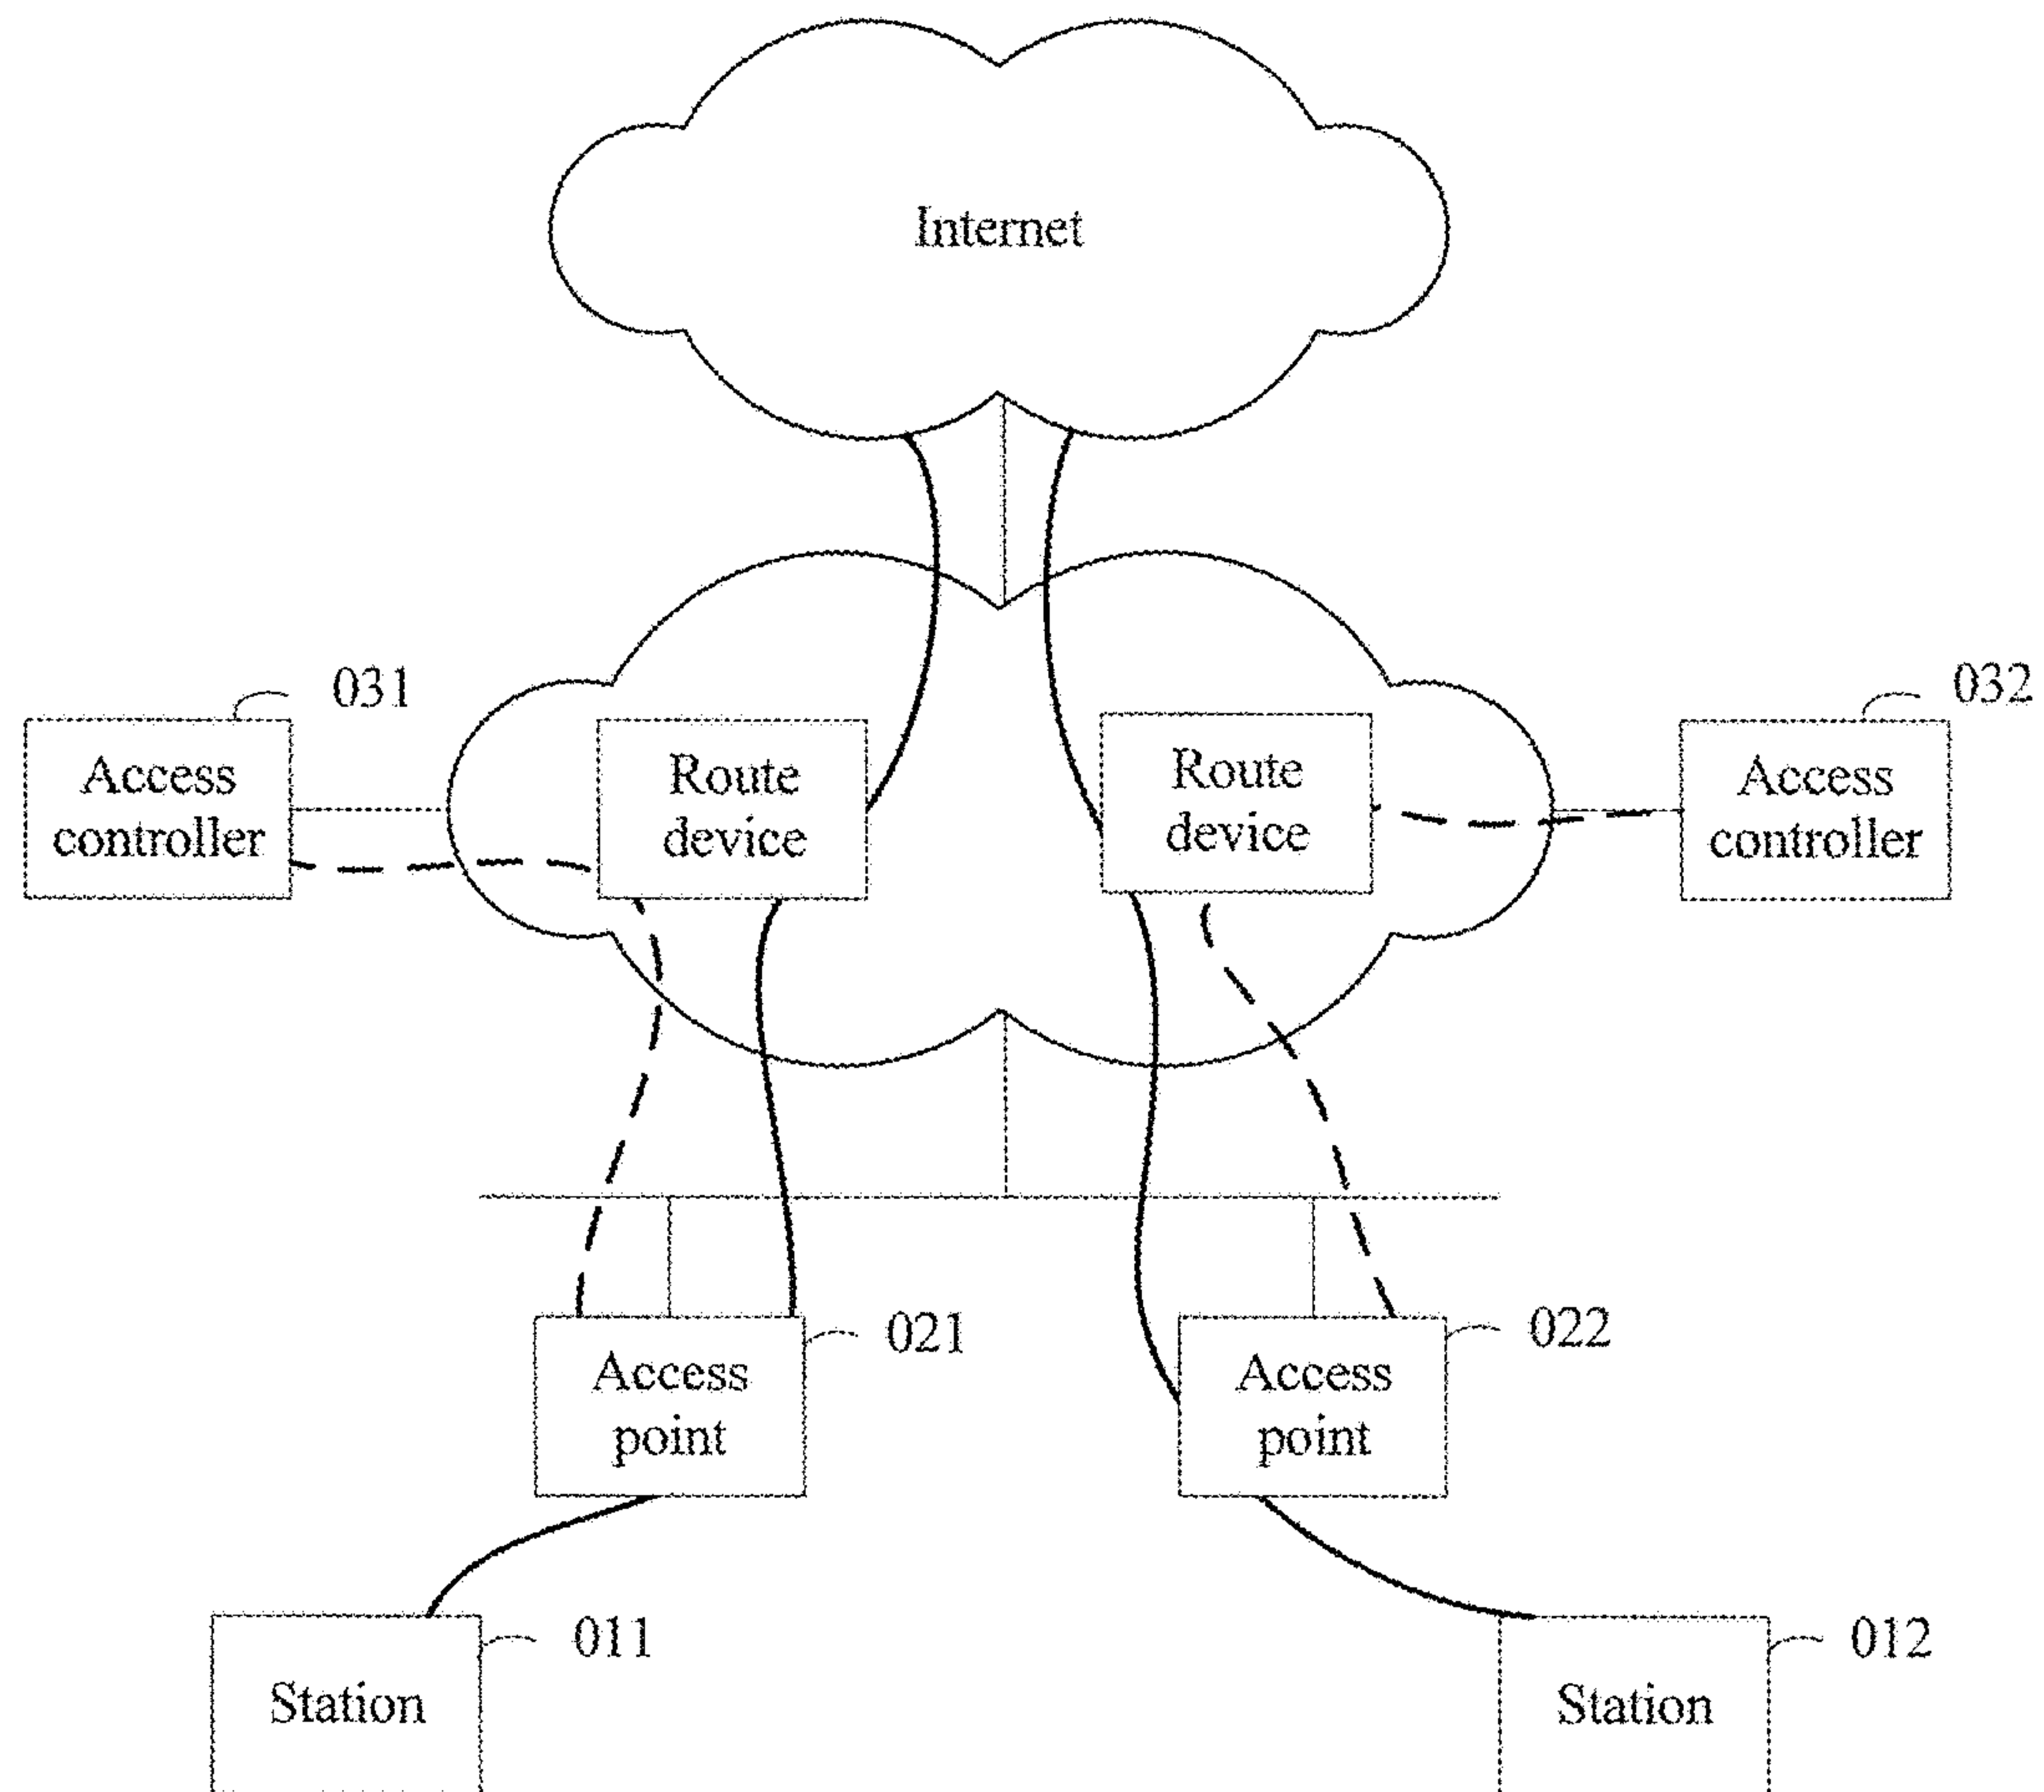 Internet
031
032
Access
controller
Route
device
Route
device
Access
controller
021
022
Access
point
Access
point
011
012
Station
Station